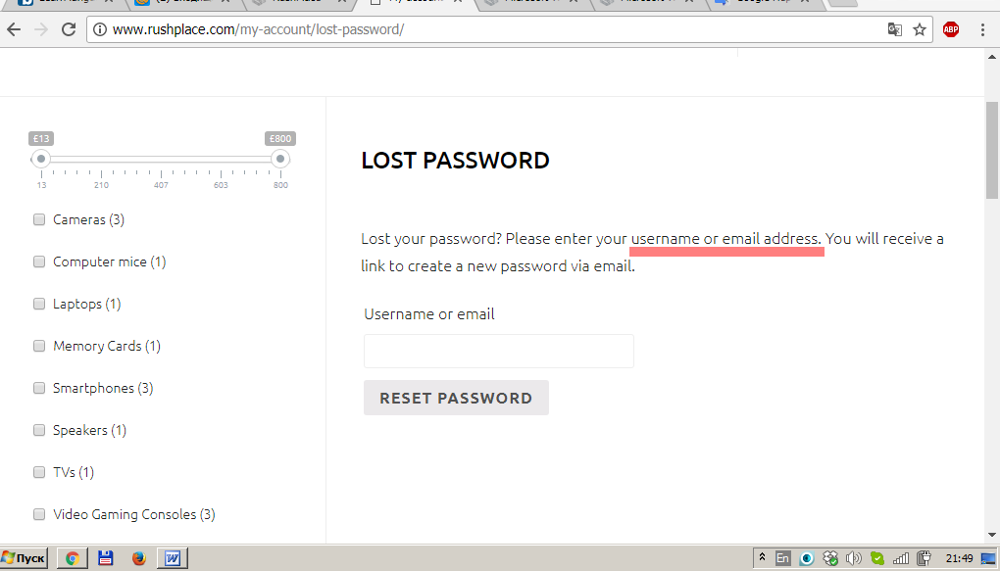 www.rushplace.com/my-account/lost-password/
ABP
£13
£800
13
210
407
603
800
LOST PASSWORD
Cameras (3)
Computer mice (1)
Laptops (1)
Memory Cards (1)
Smartphones (3)
Speakers (1)
TVs (1)
Video Gaming Consoles (3)
Lost your password? Please enter your username or email address. You will receive a
link to create a new password via email.
Username or email
RESET PASSWORD
Пуск
En
21:49